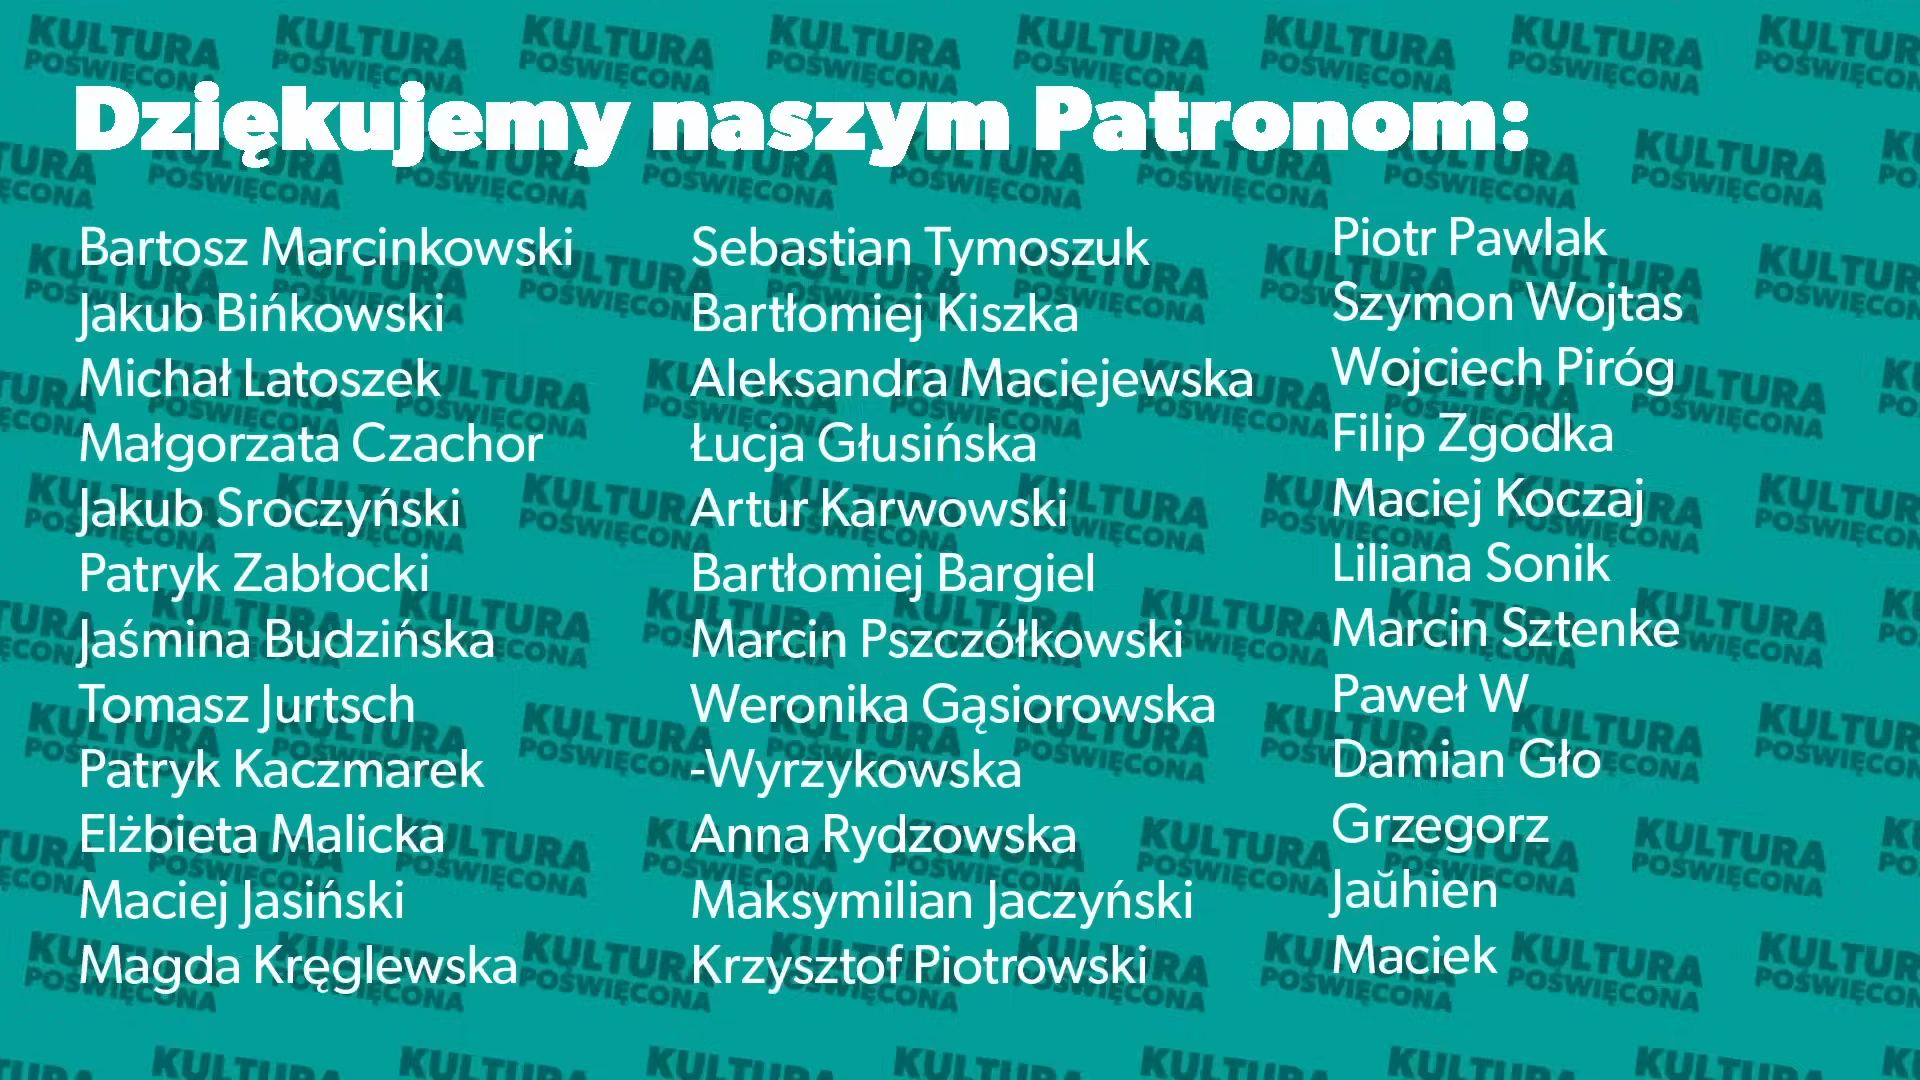 Dziękujemy naszym Patronom:
Bartosz Marcinkowski
Jakub Bińkowski
Michał Latoszek
Małgorzata Czachor
Jakub Sroczyński
Patryk Zabłocki
Jaśmina Budzińska
Tomasz Jurtsch
Patryk Kaczmarek
Elżbieta Malicka
Maciej Jasiński
Magda Kręglewska
Sebastian Tymoszuk
Bartłomiej Kiszka
Aleksandra Maciejewska
Łucja Głusińska
Artur Karwowski
Bartłomiej Bargiel
Marcin Pszczółkowski
Weronika Gąsiorowska
-Wyrzykowska
Anna Rydzowska
Maksymilian Jaczyński
Krzysztof Piotrowski
Piotr Pawlak
Szymon Wojtas
Wojciech Piróg
Filip Zgodka
Maciej Koczaj
Liliana Sonik
Marcin Sztenke
Paweł W
Damian Gło
Grzegorz
Jaŭhien
Maciek
KULTURA
POŚWIĘCONA